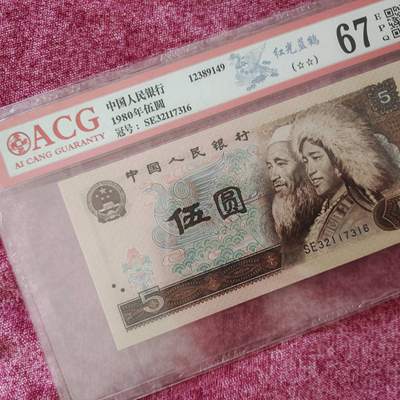 ACG
AI CANG GUARANTY
中国人民银行
1980年伍圆
冠号: SE32117316
12389149
红光蓝鹤
(☆☆)
67
EPQ
中国人民银行
伍圆
5
5
SE32117316